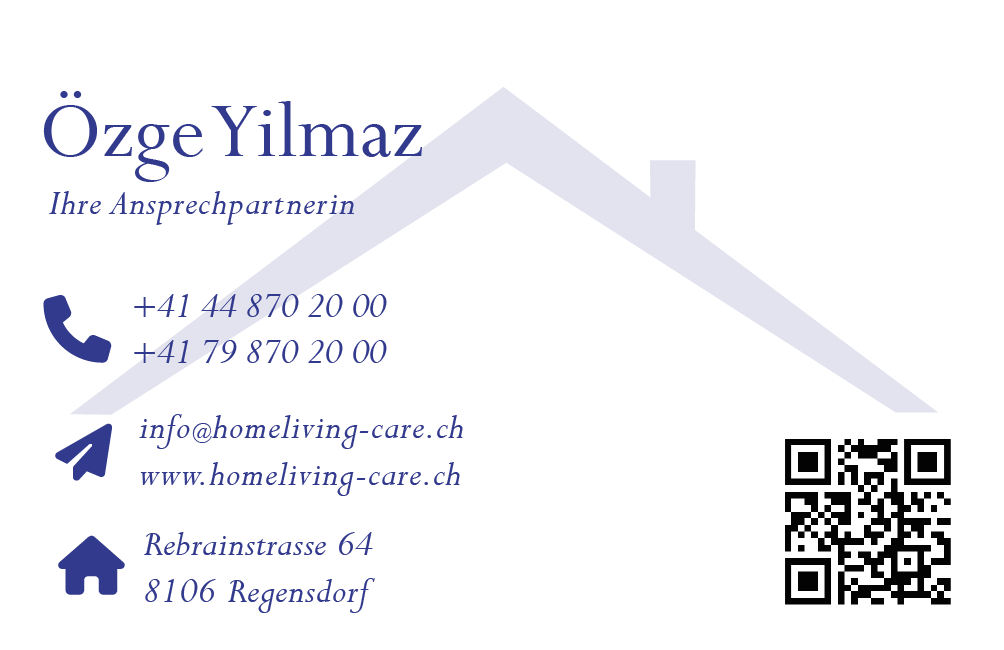 Özge Yilmaz
Ihre Ansprechpartnerin
+41 44 870 20 00
+41 79 870 20 00
info@homeliving-care.ch
www.homeliving-care.ch
Rebrainstrasse 64
8106 Regensdorf